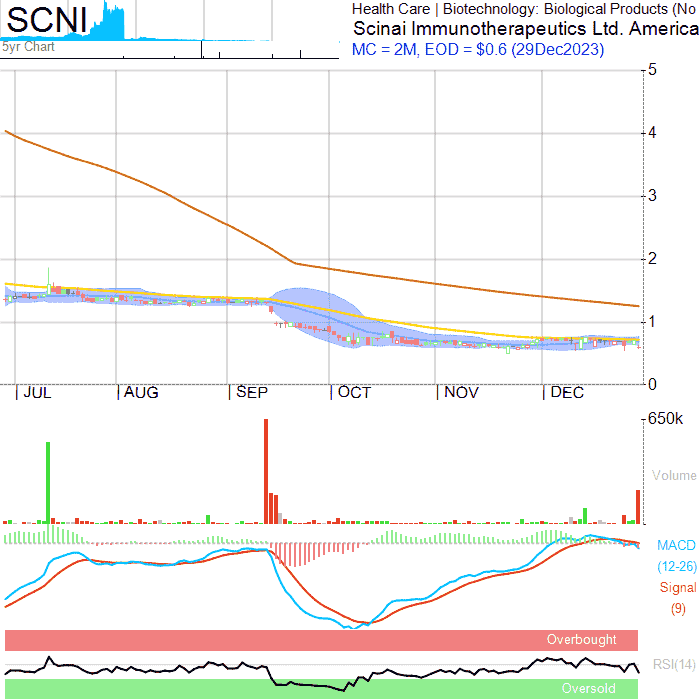 SCNI
5yr Chart
Health Care | Biotechnology: Biological Products (No
Scinai Immunotherapeutics Ltd. America
MC = 2M, EOD = $0.6 (29Dec2023)
5
4
3
2
1
0
JUL AUG SEP OCT NOV DEC
650k
Volume
MACD
(12-26)
Signal
(9)
Overbought
RSI(14)
Oversold